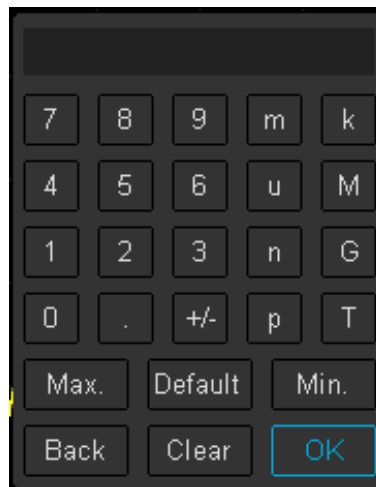 7 8 9 m k
4 5 6 u M
1 2 3 n G
0 . +/- p T
Max. Default Min.
Back Clear OK